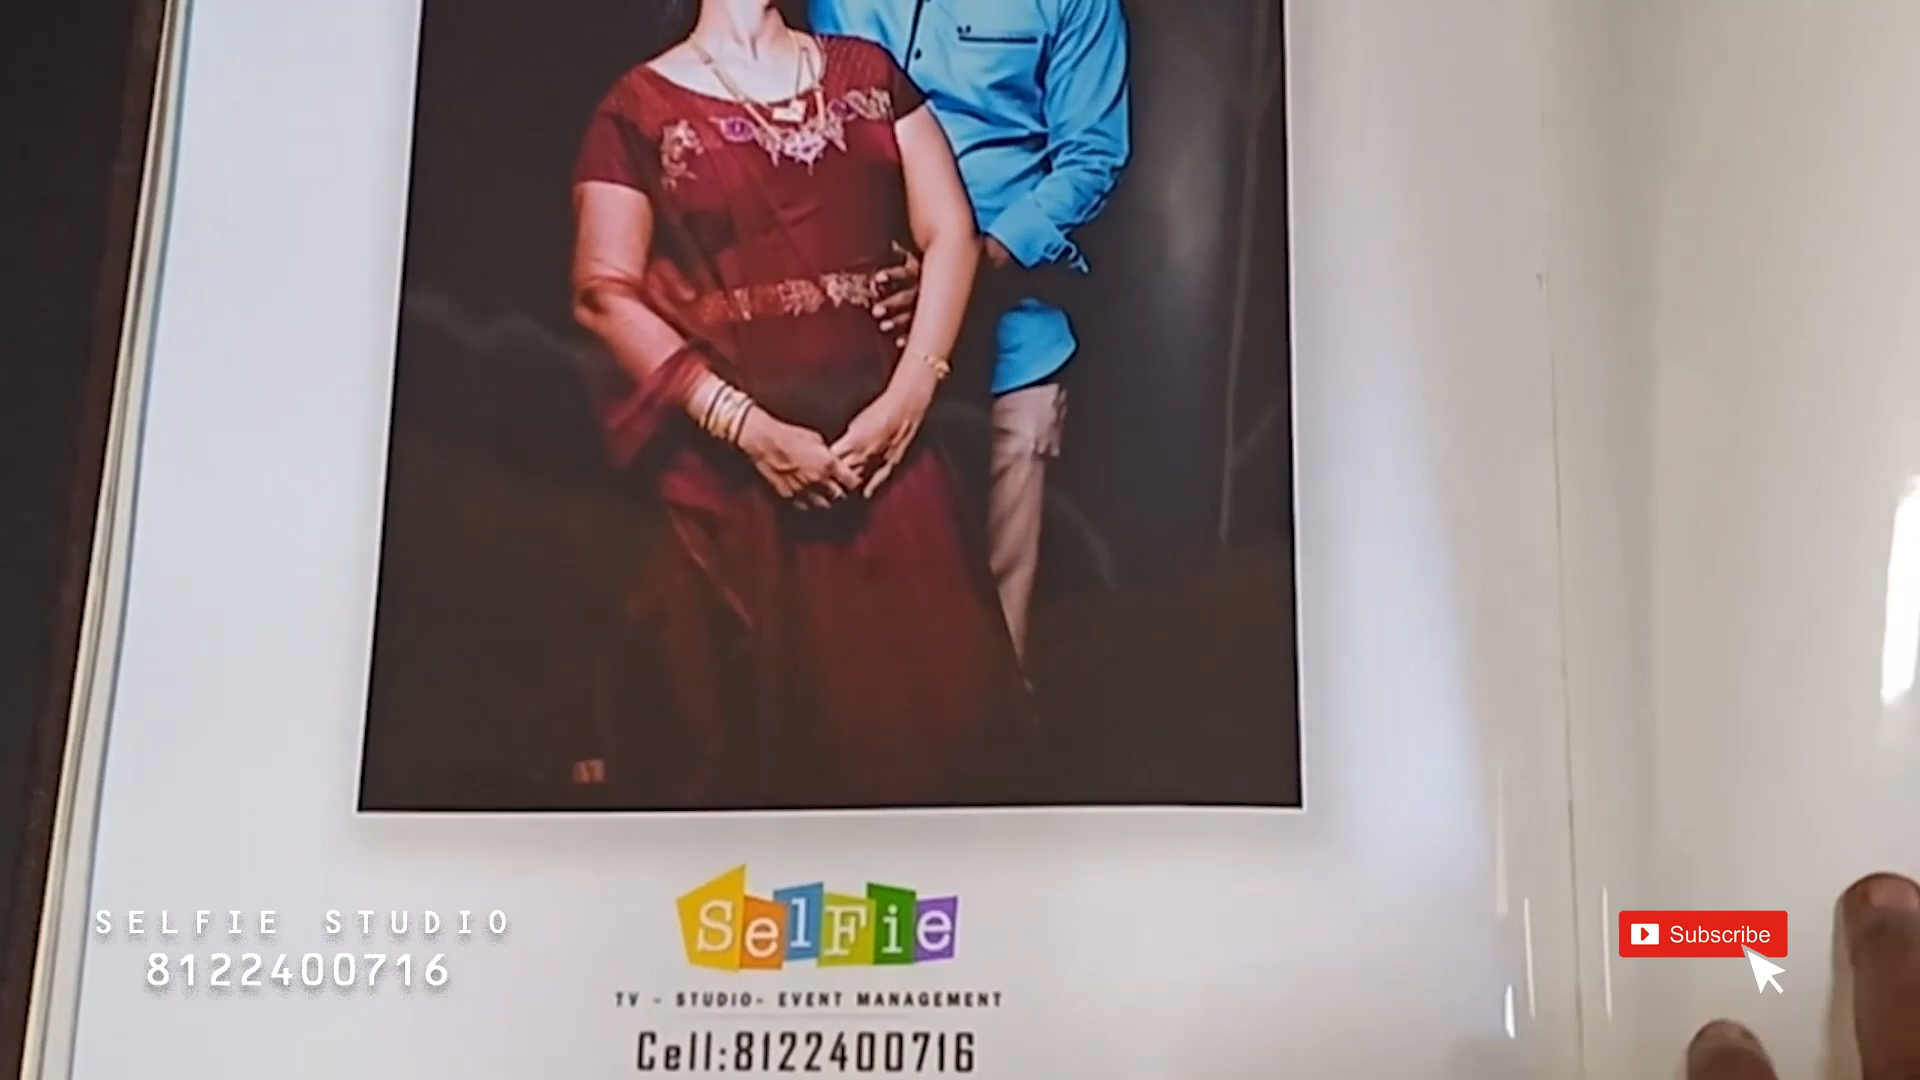 SELFIE STUDIO
8122400716
SelFie
TV - STUDIO- EVENT MANAGEMENT
Cell:8122400716
Subscribe